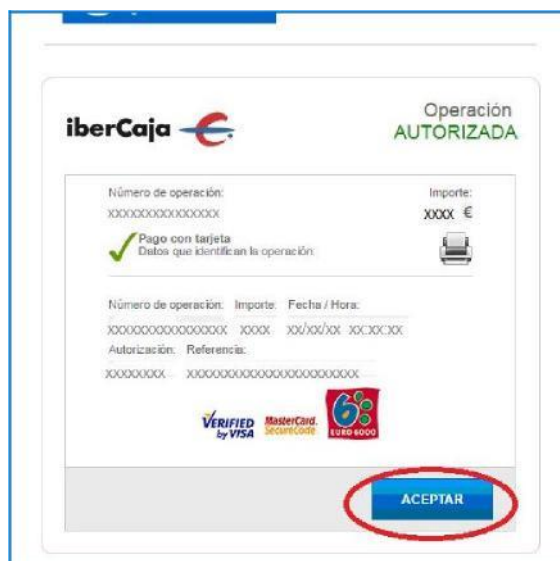 iberCaja
Operación
AUTORIZADA
Número de operación: Importe:
XXXXXXXXXXXXXXX XXXX €
Pago con tarjeta
Datos que identifican la operación
Número de operación: Importe: Fecha / Hora:
XXXXXXXXXXXXXXXX XXXX XX/XX/XX XX:XX:XX
Autorización: Referencia:
XXXXXXXX XXXXXXXXXXXXXXXXXXXXXXX
VERIFIED by VISA
MasterCard. SecureCode.
6 EURO 6000
ACEPTAR